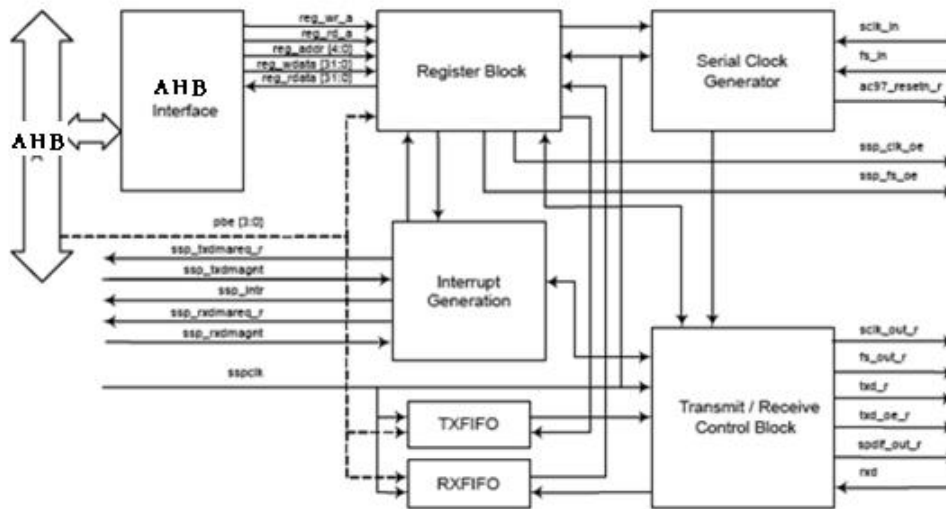 AHB
AHB
Interface
reg_wr_a
reg_rd_a
reg_addr [4:0]
reg_wdata [31:0]
reg_rdata [31:0]
Register Block
Serial Clock
Generator
sclk_in
fs_in
ac97_resetn_r
ssp_clk_oe
ssp_fs_oe
pbe [3:0]
ssp_txdmareq_r
ssp_txdmagnt
ssp_intr
ssp_rxdmareq_r
ssp_rxdmagnt
sspclk
Interrupt
Generation
TXFIFO
RXFIFO
Transmit / Receive
Control Block
sclk_out_r
fs_out_r
txd_r
txd_oe_r
spdif_out_r
rxd